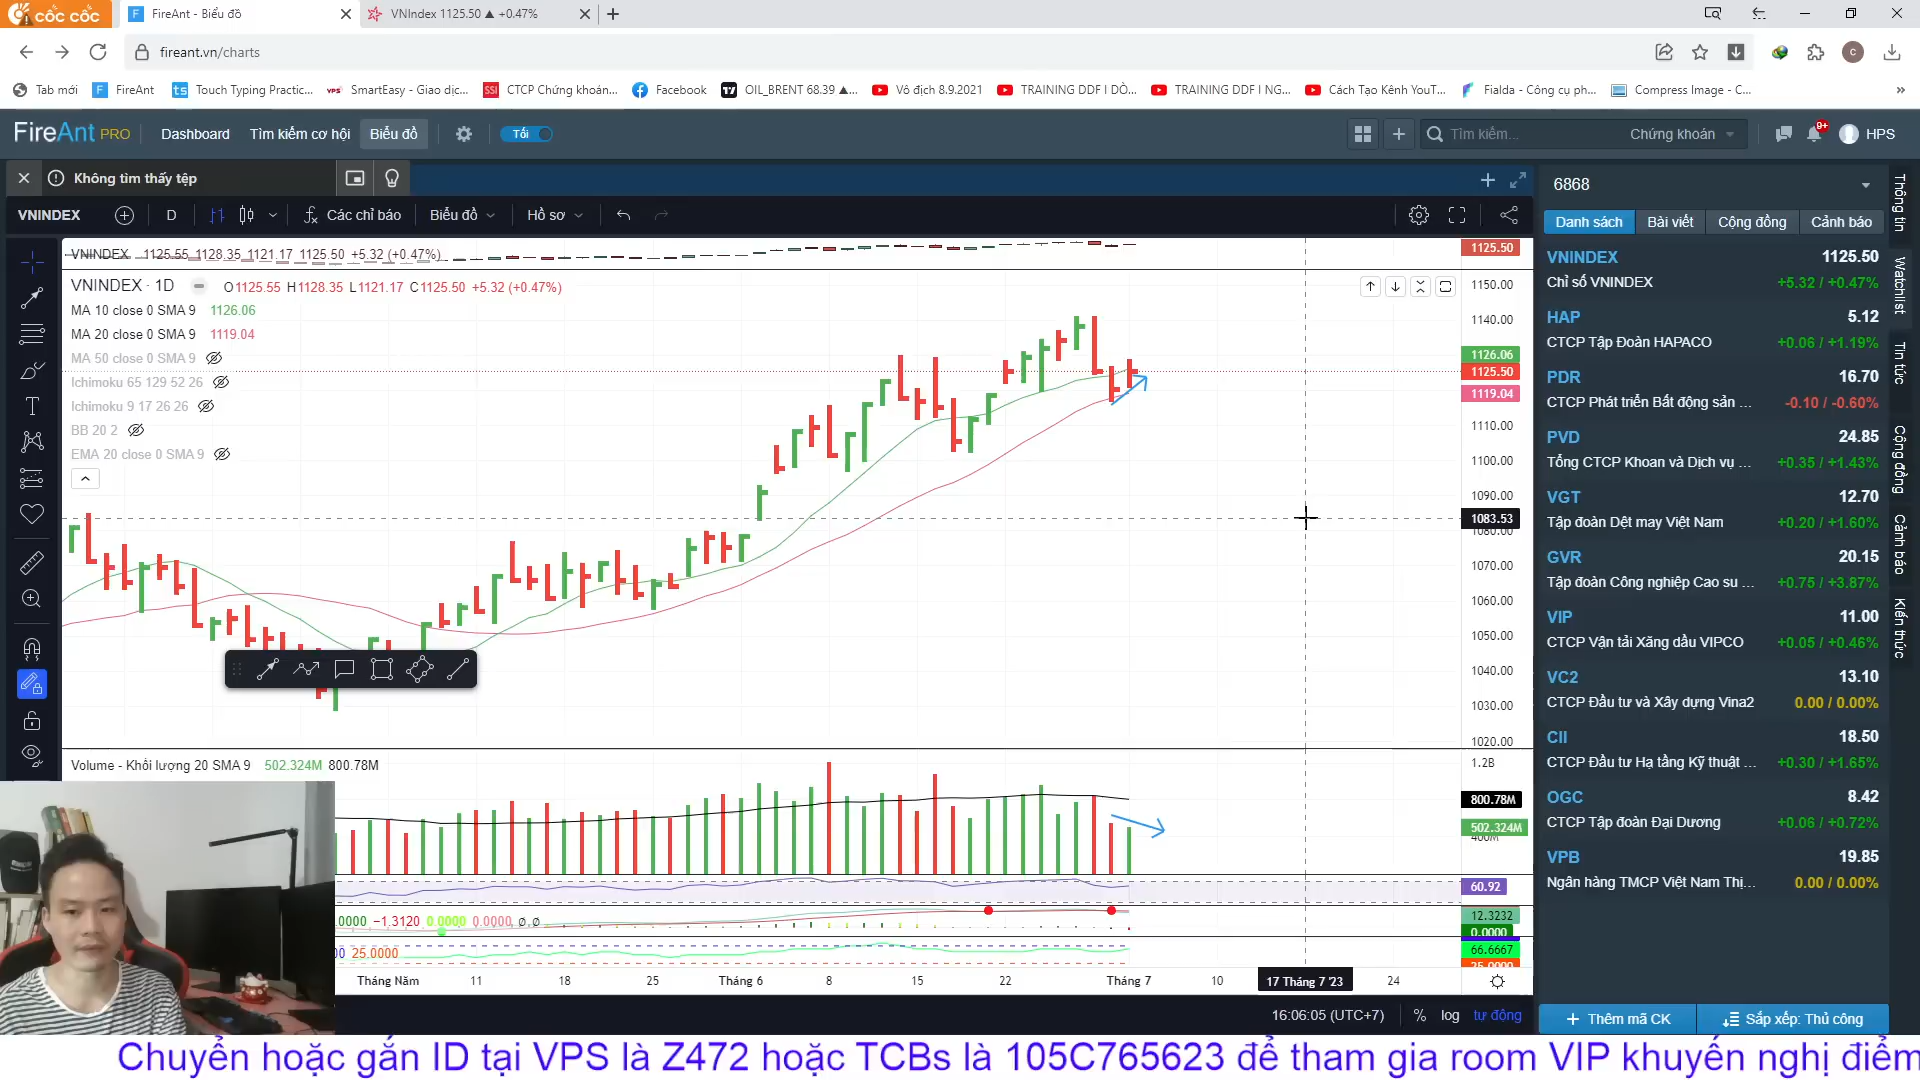 cốc cốc
FireAnt - Biểu đồ
VNIndex 1125.50 ▲ +0.47%
fireant.vn/charts
Tab mới
FireAnt
Touch Typing Practic...
SmartEasy - Giao dịc...
CTCP Chứng khoán...
Facebook
OIL_BRENT 68.39 ▲...
Vô địch 8.9.2021
TRAINING DDF I DÒ...
TRAINING DDF I NG...
Cách Tạo Kênh YouT...
Fialda - Công cụ ph...
Compress Image - C...
FireAnt PRO
Dashboard
Tìm kiếm cơ hội
Biểu đồ
Tối
Tìm kiếm...
Chứng khoán
9+
HPS
Không tìm thấy tệp
VNINDEX
D
Các chỉ báo
Biểu đồ
Hồ sơ
VNINDEX 1125.55 1128.35 1121.17 1125.50 +5.32 (+0.47%)
VNINDEX · 1D O1125.55 H1128.35 L1121.17 C1125.50 +5.32 (+0.47%)
MA 10 close 0 SMA 9 1126.06
MA 20 close 0 SMA 9 1119.04
MA 50 close 0 SMA 9
Ichimoku 65 129 52 26
Ichimoku 9 17 26 26
BB 20 2
EMA 20 close 0 SMA 9
1125.50
1150.00
1140.00
1126.06
1125.50
1119.04
1110.00
1100.00
1090.00
1083.53
1080.00
1070.00
1060.00
1050.00
1040.00
1030.00
1020.00
Volume - Khối lượng 20 SMA 9 502.324M 800.78M
1.2B
800.78M
502.324M
400M
60.92
.0000 −1.3120 0.0000 0.0000 ø.ø
12.3232
0.0000
00 25.0000
66.6667
25.0000
Tháng Năm
11
18
25
Tháng 6
8
15
22
Tháng 7
10
17 Tháng 7 '23
24
16:06:05 (UTC+7)
%
log
tự động
6868
Danh sách
Bài viết
Cộng đồng
Cảnh báo
VNINDEX 1125.50
Chỉ số VNINDEX +5.32 / +0.47%
HAP 5.12
CTCP Tập Đoàn HAPACO +0.06 / +1.19%
PDR 16.70
CTCP Phát triển Bất động sản ... -0.10 / -0.60%
PVD 24.85
Tổng CTCP Khoan và Dịch vụ ... +0.35 / +1.43%
VGT 12.70
Tập đoàn Dệt may Việt Nam +0.20 / +1.60%
GVR 20.15
Tập đoàn Công nghiệp Cao su ... +0.75 / +3.87%
VIP 11.00
CTCP Vận tải Xăng dầu VIPCO +0.05 / +0.46%
VC2 13.10
CTCP Đầu tư và Xây dựng Vina2 0.00 / 0.00%
CII 18.50
CTCP Đầu tư Hạ tầng Kỹ thuật ... +0.30 / +1.65%
OGC 8.42
CTCP Tập đoàn Đại Dương +0.06 / +0.72%
VPB 19.85
Ngân hàng TMCP Việt Nam Thị... 0.00 / 0.00%
Thêm mã CK
Sắp xếp: Thủ công
Thông tin
Watchlist
Tin tức
Cộng đồng
Cảnh báo
Kiến thức
Chuyển hoặc gắn ID tại VPS là Z472 hoặc TCBs là 105C765623 để tham gia room VIP khuyến nghị điểm